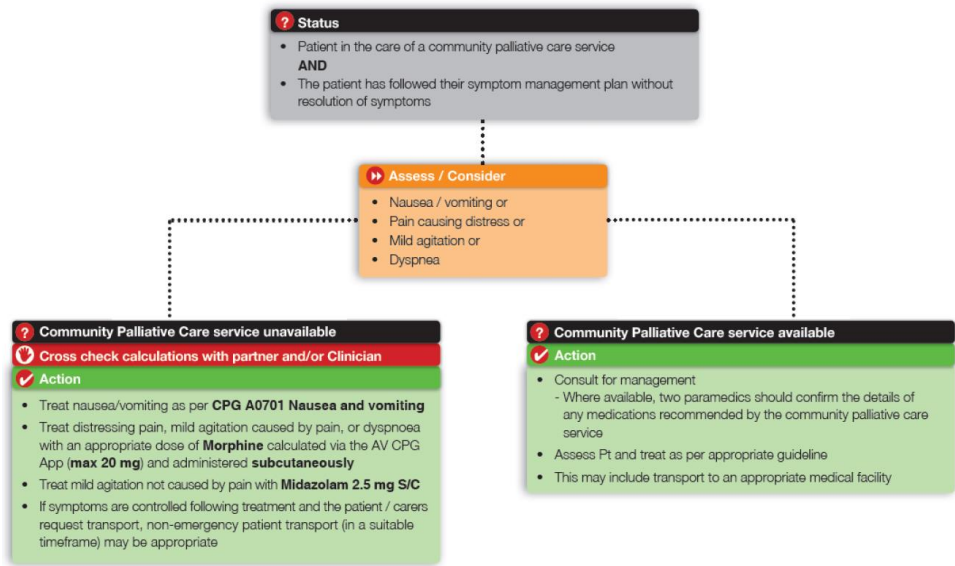 Status
• Patient in the care of a community palliative care service
AND
• The patient has followed their symptom management plan without
resolution of symptoms
Assess / Consider
• Nausea / vomiting or
• Pain causing distress or
• Mild agitation or
• Dyspnea
Community Palliative Care service unavailable
Cross check calculations with partner and/or Clinician
Action
• Treat nausea/vomiting as per CPG A0701 Nausea and vomiting
• Treat distressing pain, mild agitation caused by pain, or dyspnoea
with an appropriate dose of Morphine calculated via the AV CPG
App (max 20 mg) and administered subcutaneously
• Treat mild agitation not caused by pain with Midazolam 2.5 mg S/C
• If symptoms are controlled following treatment and the patient / carers
request transport, non-emergency patient transport (in a suitable
timeframe) may be appropriate
Community Palliative Care service available
Action
• Consult for management
- Where available, two paramedics should confirm the details of
any medications recommended by the community palliative care
service
• Assess Pt and treat as per appropriate guideline
• This may include transport to an appropriate medical facility